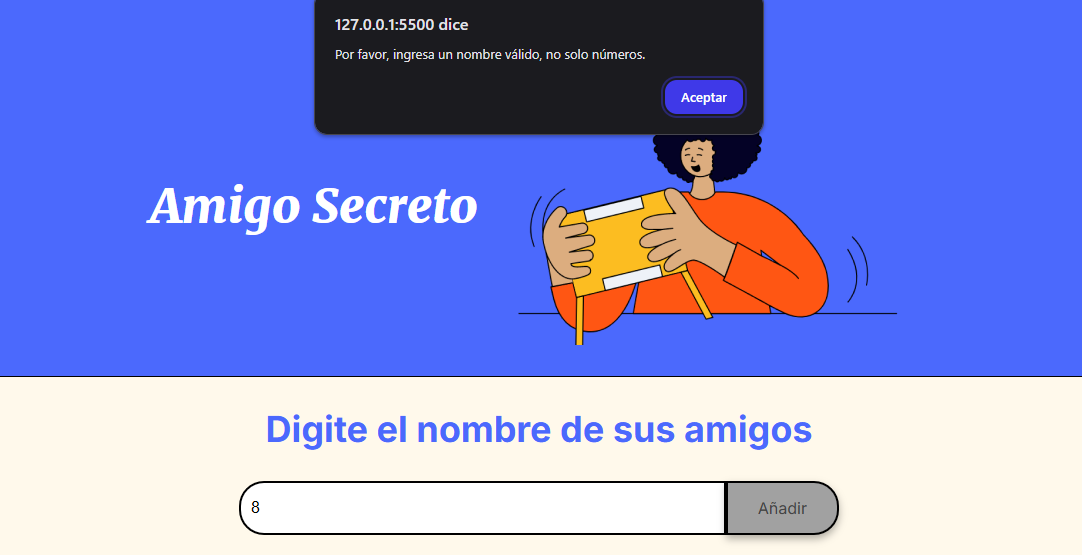 127.0.0.1:5500 dice
Por favor, ingresa un nombre válido, no solo números.
Aceptar
Amigo Secreto
Digite el nombre de sus amigos
8
Añadir